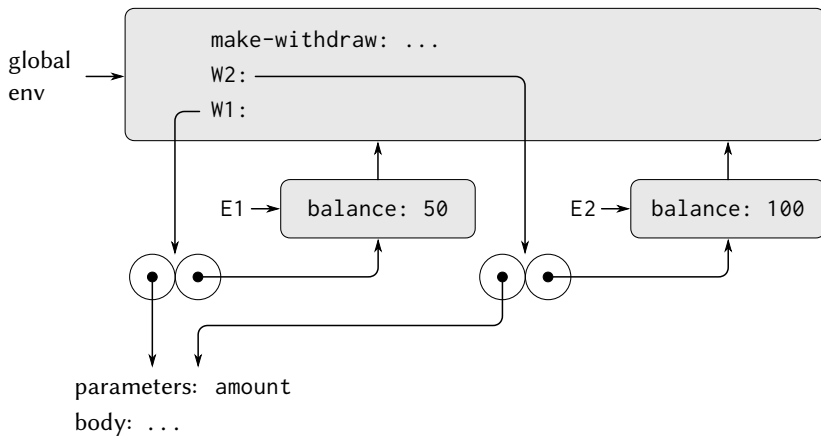 make-withdraw: ...
global env
W2:
W1:
E1
balance: 50
E2
balance: 100
parameters: amount
body: ...